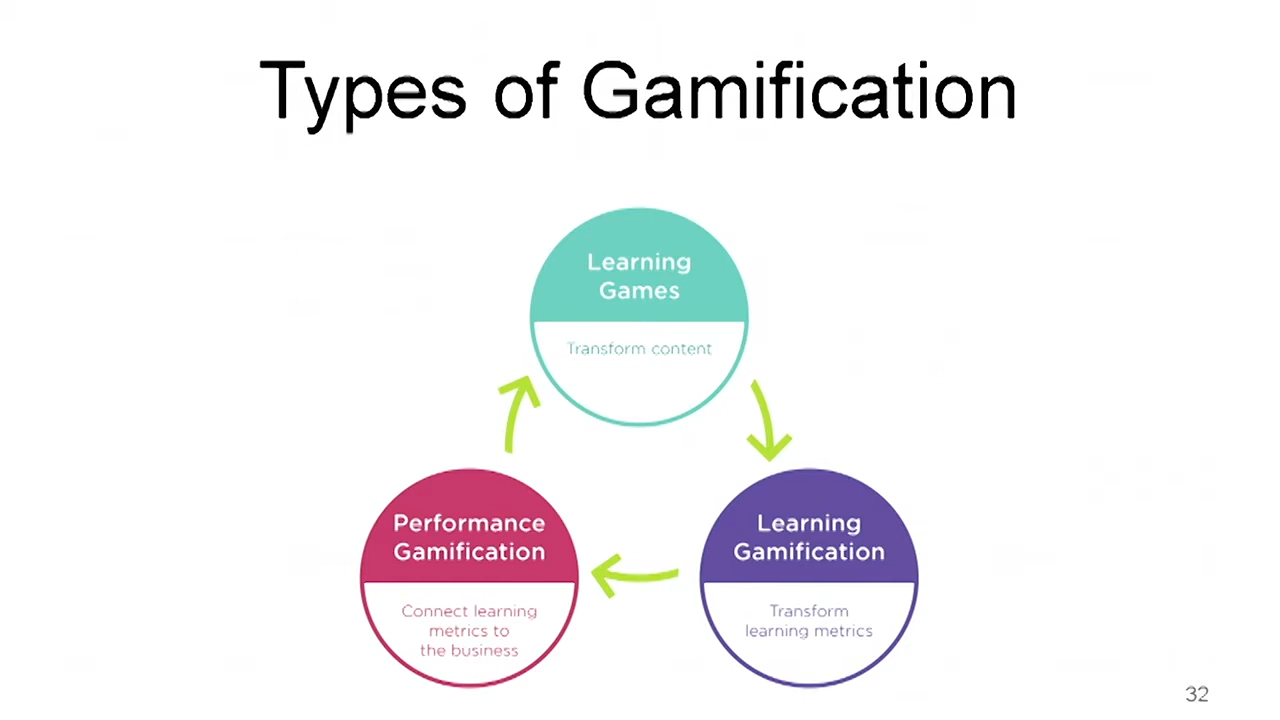 Types of Gamification
Learning
Games
Transform content
Performance
Gamification
Connect learning
metrics to
the business
Learning
Gamification
Transform
learning metrics
32